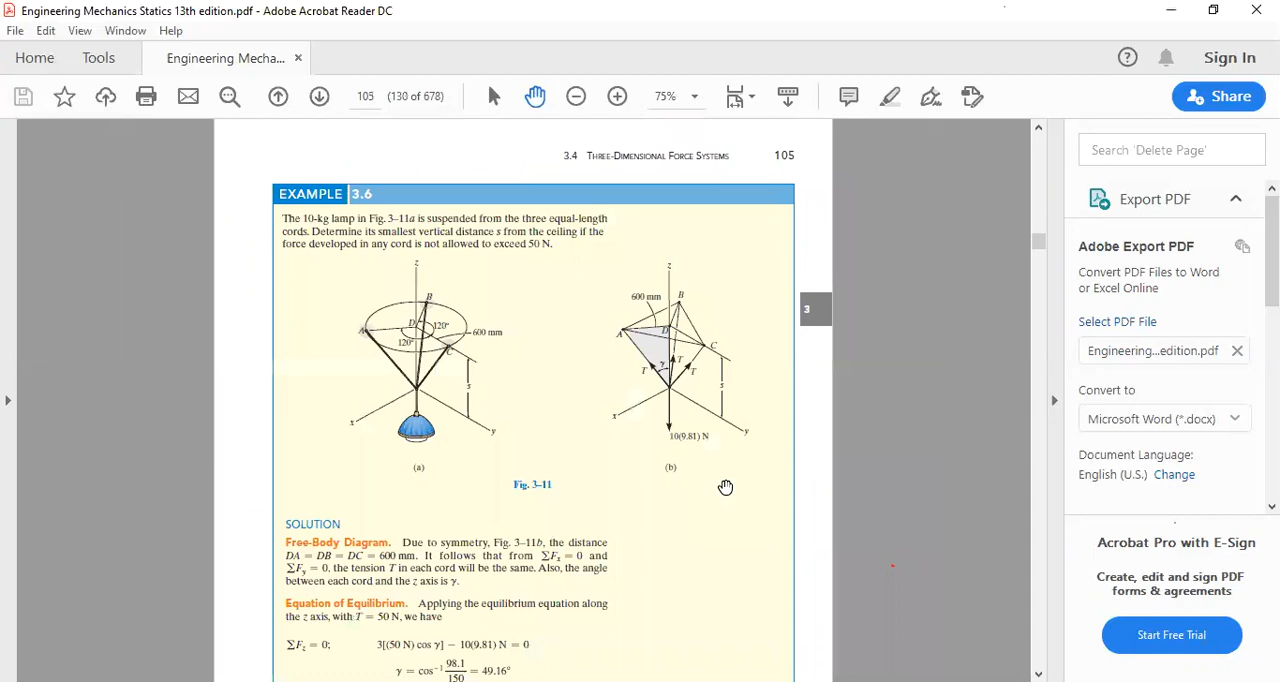 Engineering Mechanics Statics 13th edition.pdf - Adobe Acrobat Reader DC
File Edit View Window Help
Home Tools Engineering Mecha... × Sign In
105 (130 of 678) 75% Share
3.4 THREE-DIMENSIONAL FORCE SYSTEMS 105
EXAMPLE 3.6
The 10-kg lamp in Fig. 3–11a is suspended from the three equal-length
cords. Determine its smallest vertical distance s from the ceiling if the
force developed in any cord is not allowed to exceed 50 N.
z
B
A
D
120°
120°
600 mm
C
s
x
y
(a)
z
600 mm
B
A
D
C
γ
T
T
T
s
x
y
10(9.81) N
(b)
Fig. 3–11
3
SOLUTION
Free-Body Diagram. Due to symmetry, Fig. 3–11b, the distance
DA = DB = DC = 600 mm. It follows that from ΣFx = 0 and
ΣFy = 0, the tension T in each cord will be the same. Also, the angle
between each cord and the z axis is γ.
Equation of Equilibrium. Applying the equilibrium equation along
the z axis, with T = 50 N, we have
ΣFz = 0; 3[(50 N) cos γ] − 10(9.81) N = 0
γ = cos⁻¹ 98.1/150 = 49.16°
Search 'Delete Page'
Export PDF
Adobe Export PDF
Convert PDF Files to Word
or Excel Online
Select PDF File
Engineering...edition.pdf
Convert to
Microsoft Word (*.docx)
Document Language:
English (U.S.) Change
Acrobat Pro with E-Sign
Create, edit and sign PDF
forms & agreements
Start Free Trial